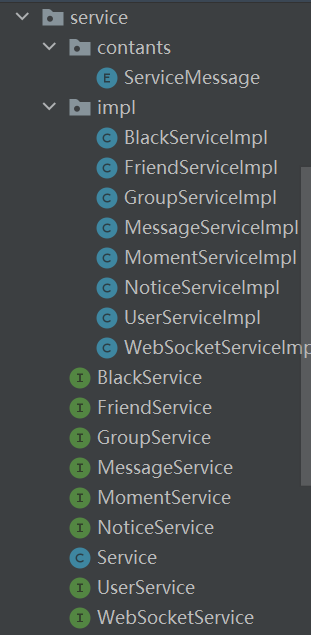 service
contants
E ServiceMessage
impl
C BlackServiceImpl
C FriendServiceImpl
C GroupServiceImpl
C MessageServiceImpl
C MomentServiceImpl
C NoticeServiceImpl
C UserServiceImpl
C WebSocketServiceImp
I BlackService
I FriendService
I GroupService
I MessageService
I MomentService
I NoticeService
C Service
I UserService
I WebSocketService